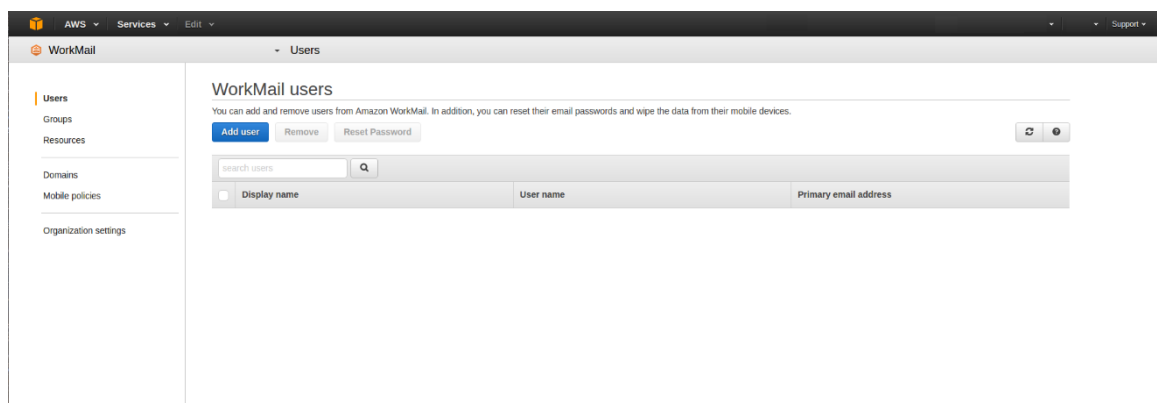 AWS Services Edit Support
WorkMail Users
Users
Groups
Resources
Domains
Mobile policies
Organization settings
WorkMail users
You can add and remove users from Amazon WorkMail. In addition, you can reset their email passwords and wipe the data from their mobile devices.
Add user Remove Reset Password
search users
Display name User name Primary email address